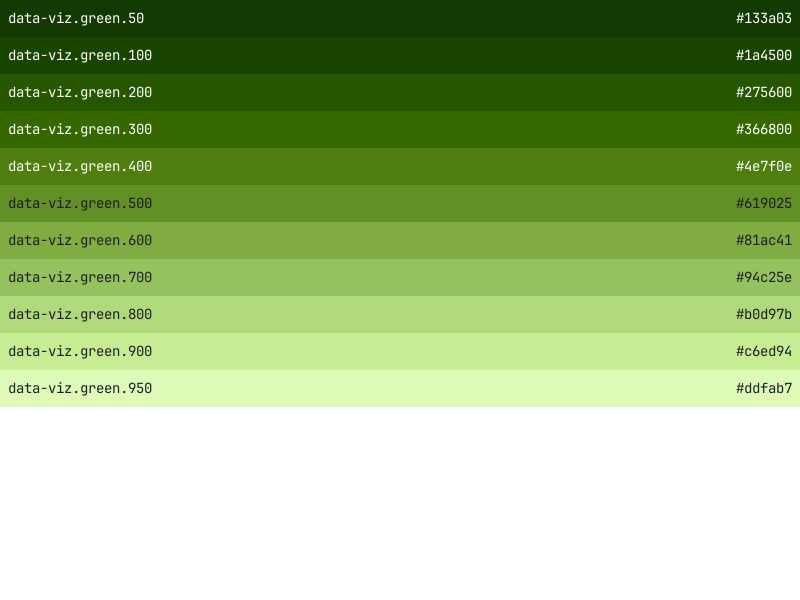 data-viz.green.50 #133a03
data-viz.green.100 #1a4500
data-viz.green.200 #275600
data-viz.green.300 #366800
data-viz.green.400 #4e7f0e
data-viz.green.500 #619025
data-viz.green.600 #81ac41
data-viz.green.700 #94c25e
data-viz.green.800 #b0d97b
data-viz.green.900 #c6ed94
data-viz.green.950 #ddfab7